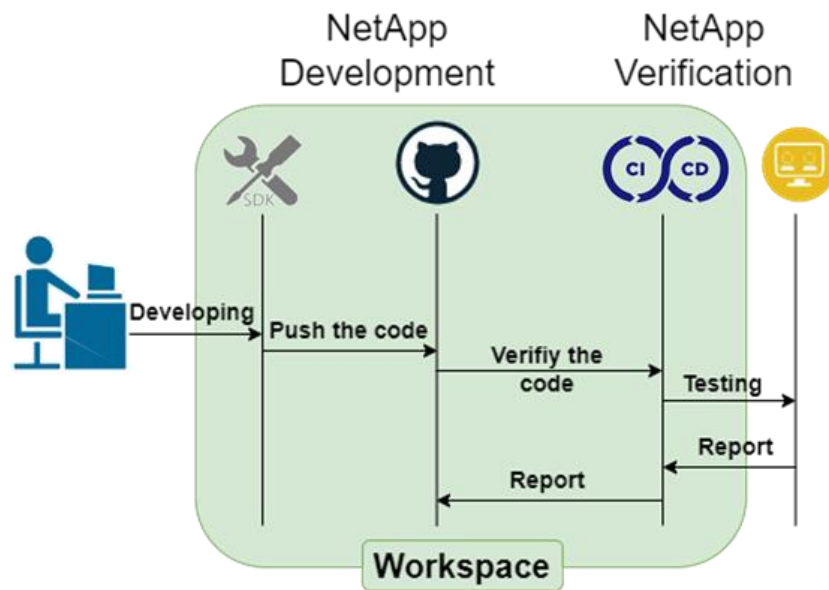 NetApp
Development
NetApp
Verification
SDK
CI CD
Developing
Push the code
Verifiy the
code
Testing
Report
Report
Workspace